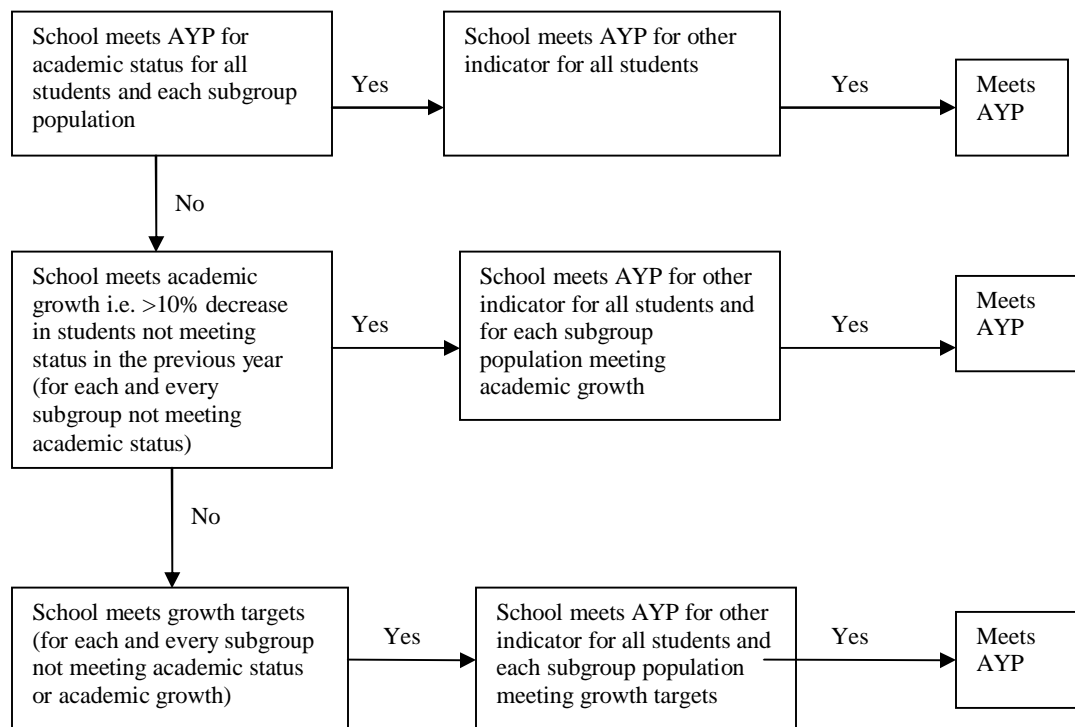 School meets AYP for
academic status for all
students and each subgroup
population
Yes
School meets AYP for other
indicator for all students
Yes
Meets
AYP
No
School meets academic
growth i.e. >10% decrease
in students not meeting
status in the previous year
(for each and every
subgroup not meeting
academic status)
Yes
School meets AYP for other
indicator for all students and
for each subgroup
population meeting
academic growth
Yes
Meets
AYP
No
School meets growth targets
(for each and every subgroup
not meeting academic status
or academic growth)
Yes
School meets AYP for other
indicator for all students and
each subgroup population
meeting growth targets
Yes
Meets
AYP